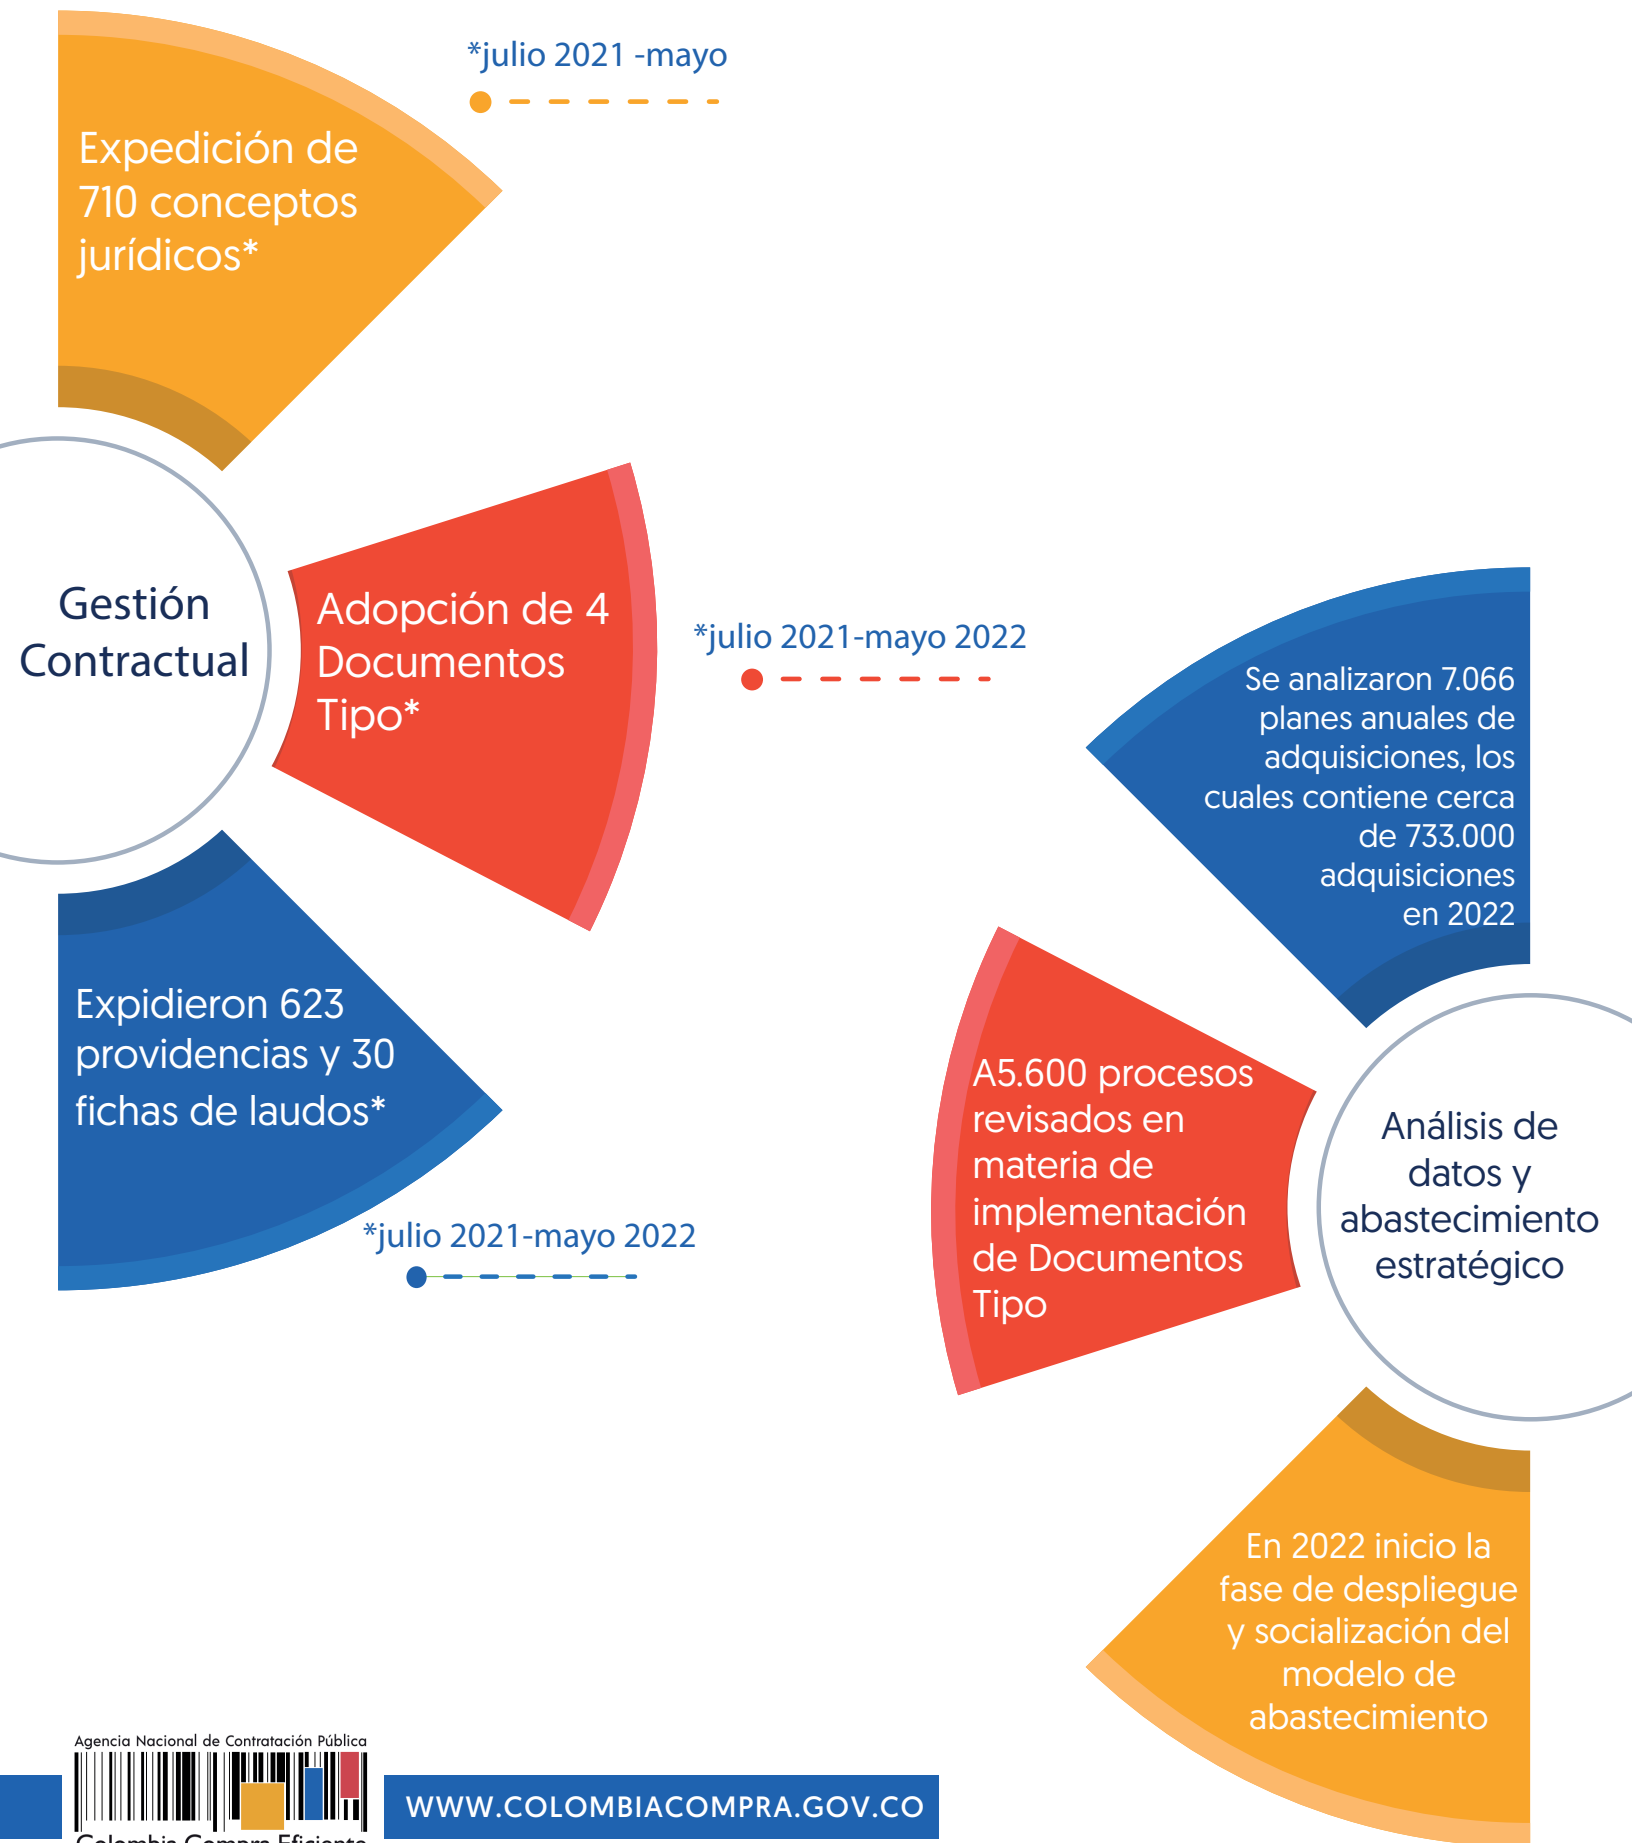 *julio 2021 -mayo
Expedición de
710 conceptos
jurídicos*
Gestión
Contractual
Adopción de 4
Documentos
Tipo*
*julio 2021-mayo 2022
Expidieron 623
providencias y 30
fichas de laudos*
*julio 2021-mayo 2022
Se analizaron 7.066
planes anuales de
adquisiciones, los
cuales contiene cerca
de 733.000
adquisiciones
en 2022
A5.600 procesos
revisados en
materia de
implementación
de Documentos
Tipo
Análisis de
datos y
abastecimiento
estratégico
En 2022 inicio la
fase de despliegue
y socialización del
modelo de
abastecimiento
Agencia Nacional de Contratación Pública
Colombia Compra Eficiente
WWW.COLOMBIACOMPRA.GOV.CO